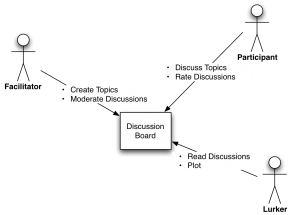 Participant
• Discuss Topics
• Rate Discussions
Facilitator
• Create Topics
• Moderate Discussions
Discussion
Board
• Read Discussions
• Plot
Lurker